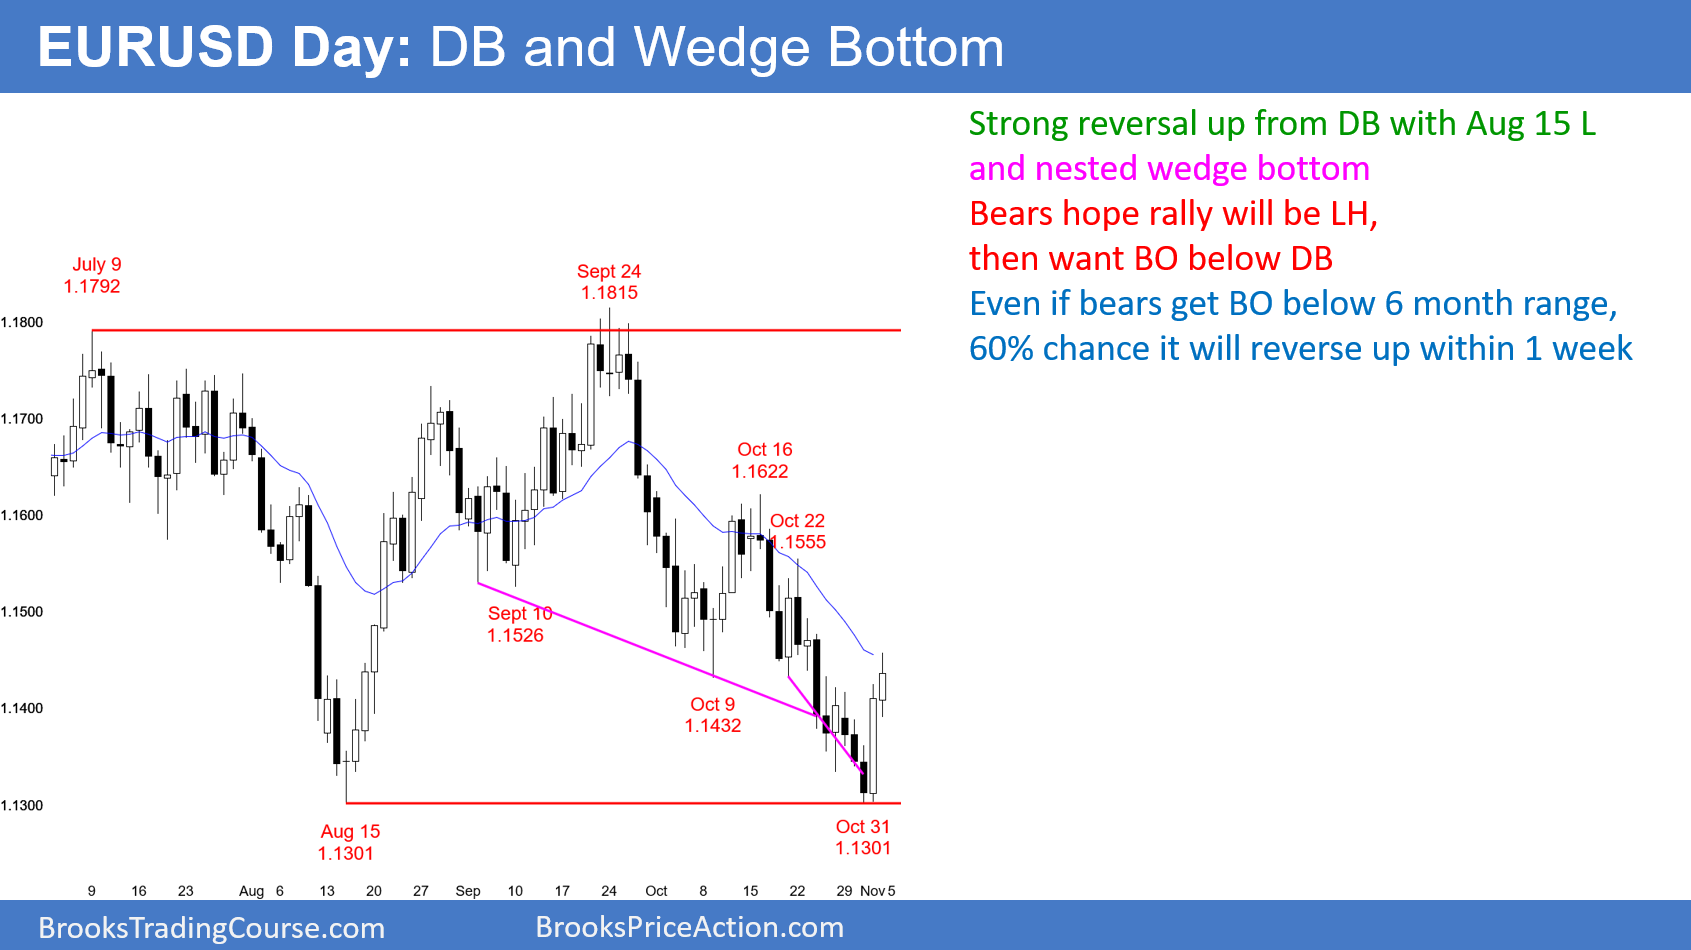 EURUSD Day: DB and Wedge Bottom
Strong reversal up from DB with Aug 15 L
and nested wedge bottom
Bears hope rally will be LH,
then want BO below DB
Even if bears get BO below 6 month range,
60% chance it will reverse up within 1 week
July 9
1.1792
Sept 24
1.1815
1.1800
1.1700
Oct 16
1.1622
1.1600
Oct 22
1.1555
1.1500
Sept 10
1.1526
1.1400
Oct 9
1.1432
1.1300
Aug 15
1.1301
Oct 31
1.1301
9 16 23 Aug 6 13 20 27 Sep 10 17 24 Oct 8 15 22 29 Nov 5
BrooksTradingCourse.com
BrooksPriceAction.com